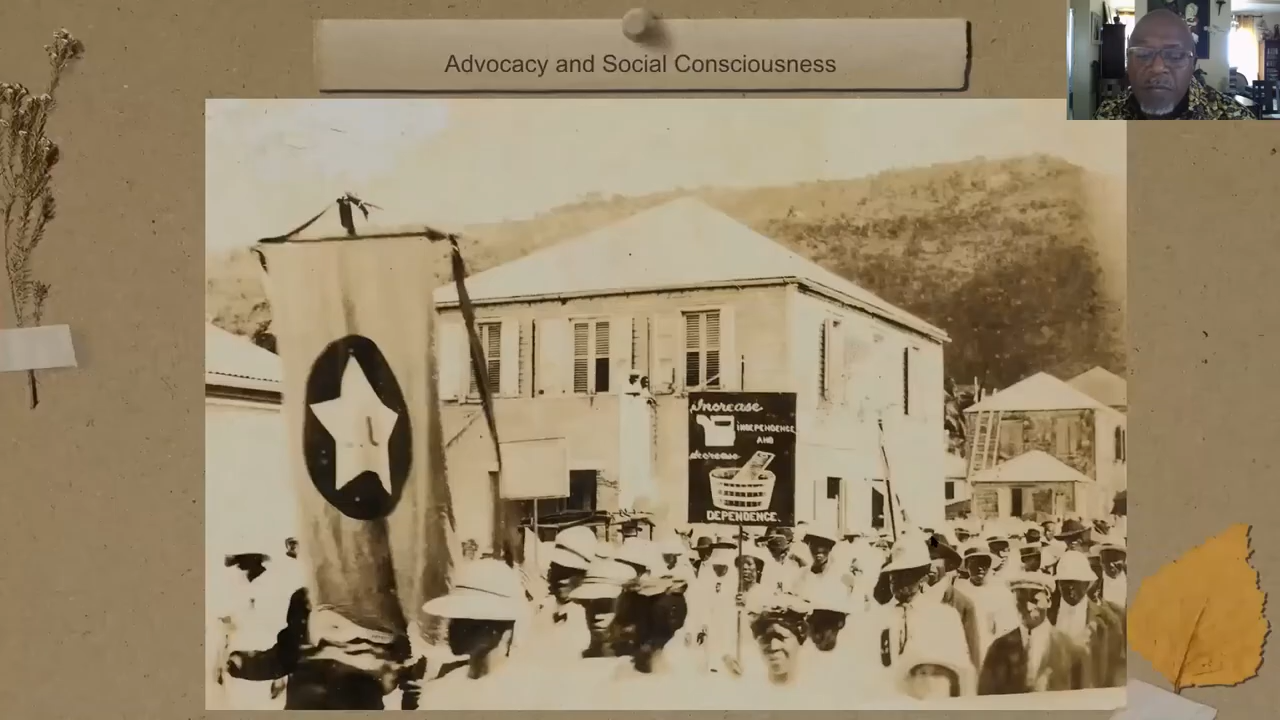 Advocacy and Social Consciousness
Increase
INDEPENDENCE
AND
decrease
DEPENDENCE.